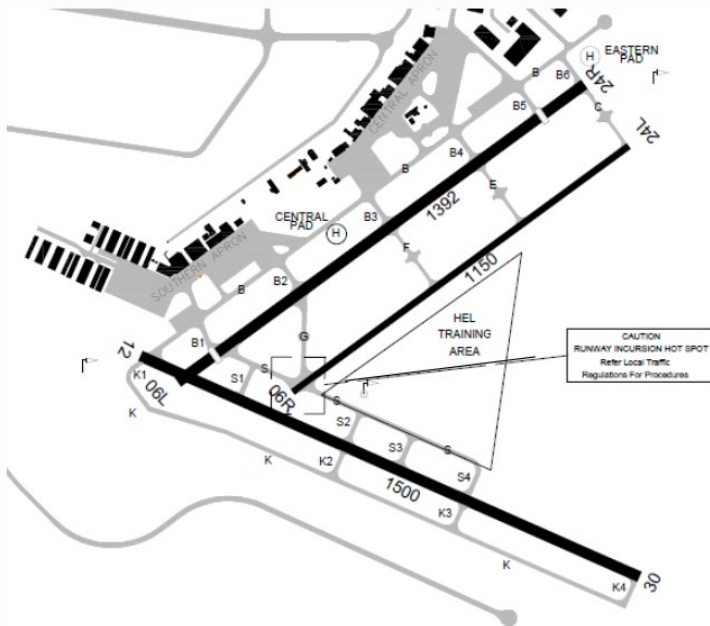 EASTERN
PAD
H
24R
B
B6
C
24L
CENTRAL APRON
B5
B4
B
E
1392
B3
CENTRAL
PAD
H
F
SOUTHERN APRON
B2
B
1150
HEL
TRAINING
AREA
CAUTION
RUNWAY INCURSION HOT SPOT
Refer Local Traffic
Regulations For Procedures
G
B1
12
S
K1
06L
S1
06R
S
K
S2
S3
S
S4
K
K2
1500
K3
K
K4
30